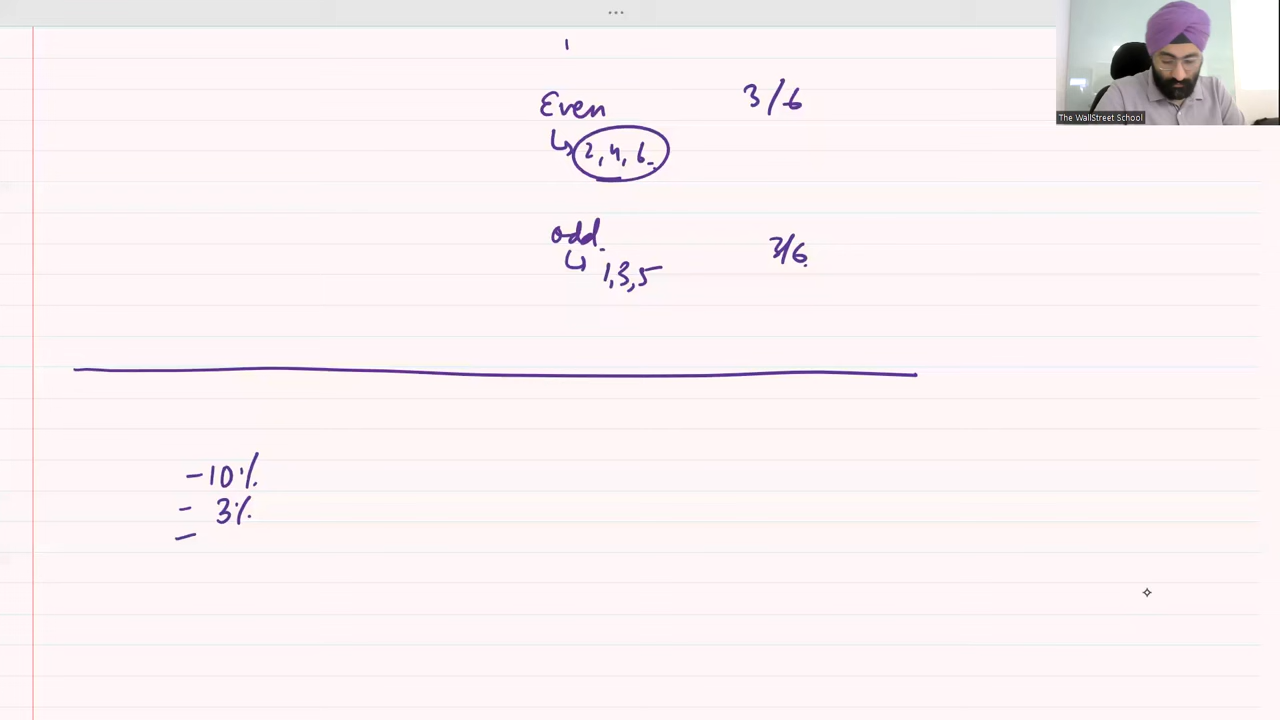 Even 3/6
↳ 2, 4, 6.
odd. 3/6.
↳ 1, 3, 5
-10%
- 3%
-
The WallStreet School